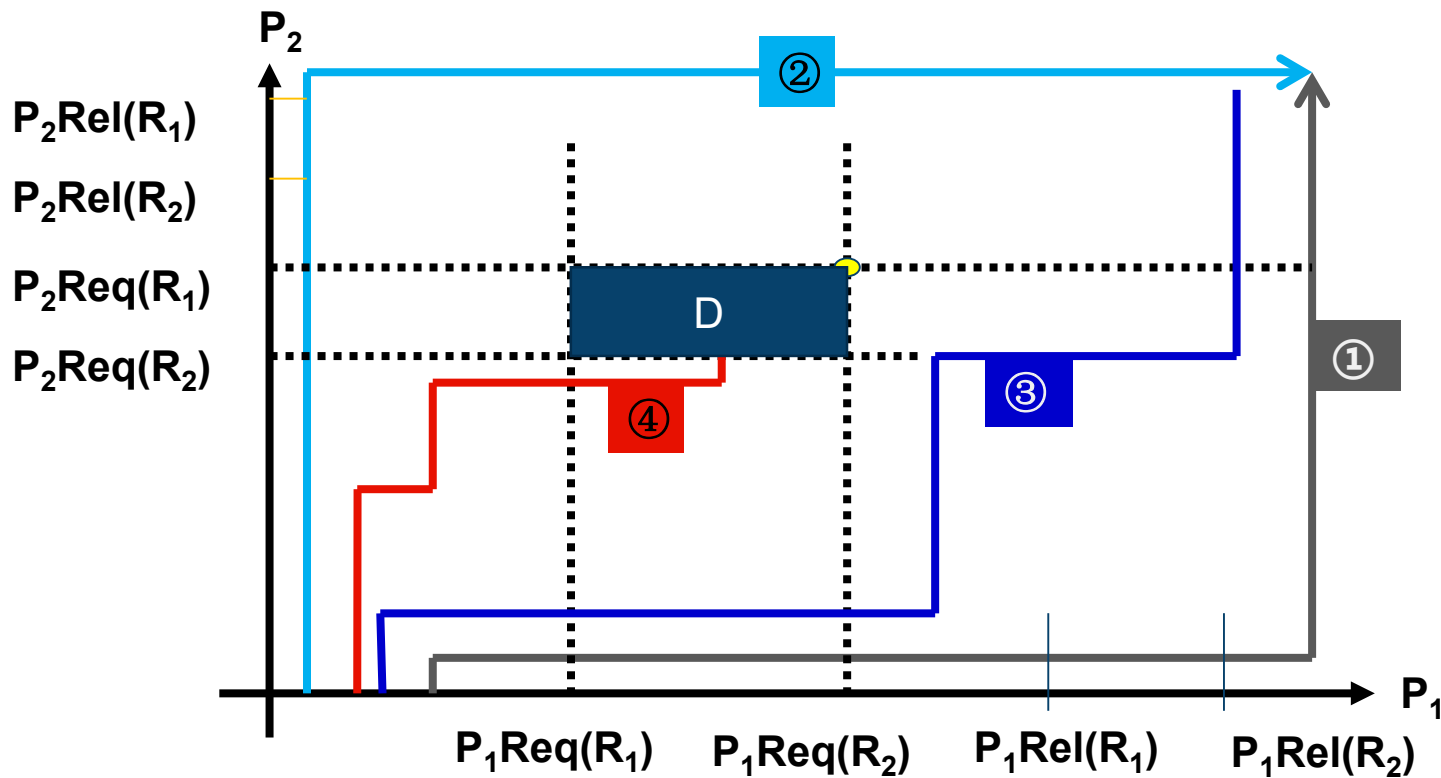 P₂
②
P₂Rel(R₁)
P₂Rel(R₂)
P₂Req(R₁)
D
P₂Req(R₂)
①
③
④
P₁
P₁Req(R₁)
P₁Req(R₂)
P₁Rel(R₁)
P₁Rel(R₂)